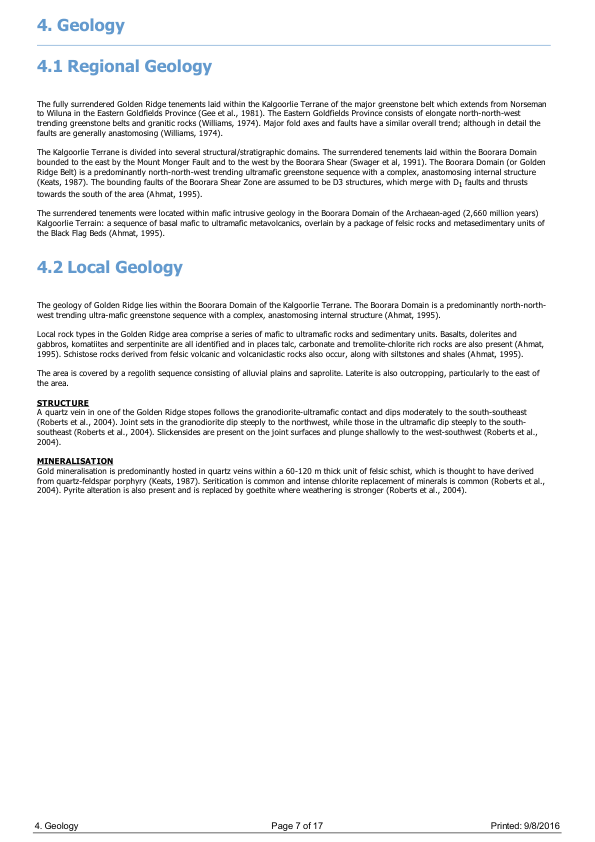 4. Geology
4.1 Regional Geology
The fully surrendered Golden Ridge tenements laid within the Kalgoorlie Terrane of the major greenstone belt which extends from Norseman
to Wiluna in the Eastern Goldfields Province (Gee et al., 1981). The Eastern Goldfields Province consists of elongate north-north-west
trending greenstone belts and granitic rocks (Williams, 1974). Major fold axes and faults have a similar overall trend; although in detail the
faults are generally anastomosing (Williams, 1974).
The Kalgoorlie Terrane is divided into several structural/stratigraphic domains. The surrendered tenements laid within the Boorara Domain
bounded to the east by the Mount Monger Fault and to the west by the Boorara Shear (Swager et al, 1991). The Boorara Domain (or Golden
Ridge Belt) is a predominantly north-north-west trending ultramafic greenstone sequence with a complex, anastomosing internal structure
(Keats, 1987). The bounding faults of the Boorara Shear Zone are assumed to be D3 structures, which merge with D1 faults and thrusts
towards the south of the area (Ahmat, 1995).
The surrendered tenements were located within mafic intrusive geology in the Boorara Domain of the Archaean-aged (2,660 million years)
Kalgoorlie Terrain: a sequence of basal mafic to ultramafic metavolcanics, overlain by a package of felsic rocks and metasedimentary units of
the Black Flag Beds (Ahmat, 1995).
4.2 Local Geology
The geology of Golden Ridge lies within the Boorara Domain of the Kalgoorlie Terrane. The Boorara Domain is a predominantly north-north-
west trending ultra-mafic greenstone sequence with a complex, anastomosing internal structure (Ahmat, 1995).
Local rock types in the Golden Ridge area comprise a series of mafic to ultramafic rocks and sedimentary units. Basalts, dolerites and
gabbros, komatiites and serpentinite are all identified and in places talc, carbonate and tremolite-chlorite rich rocks are also present (Ahmat,
1995). Schistose rocks derived from felsic volcanic and volcaniclastic rocks also occur, along with siltstones and shales (Ahmat, 1995).
The area is covered by a regolith sequence consisting of alluvial plains and saprolite. Laterite is also outcropping, particularly to the east of
the area.
STRUCTURE
A quartz vein in one of the Golden Ridge stopes follows the granodiorite-ultramafic contact and dips moderately to the south-southeast
(Roberts et al., 2004). Joint sets in the granodiorite dip steeply to the northwest, while those in the ultramafic dip steeply to the south-
southeast (Roberts et al., 2004). Slickensides are present on the joint surfaces and plunge shallowly to the west-southwest (Roberts et al.,
2004).
MINERALISATION
Gold mineralisation is predominantly hosted in quartz veins within a 60-120 m thick unit of felsic schist, which is thought to have derived
from quartz-feldspar porphyry (Keats, 1987). Seritication is common and intense chlorite replacement of minerals is common (Roberts et al.,
2004). Pyrite alteration is also present and is replaced by goethite where weathering is stronger (Roberts et al., 2004).
4. Geology Page 7 of 17 Printed: 9/8/2016